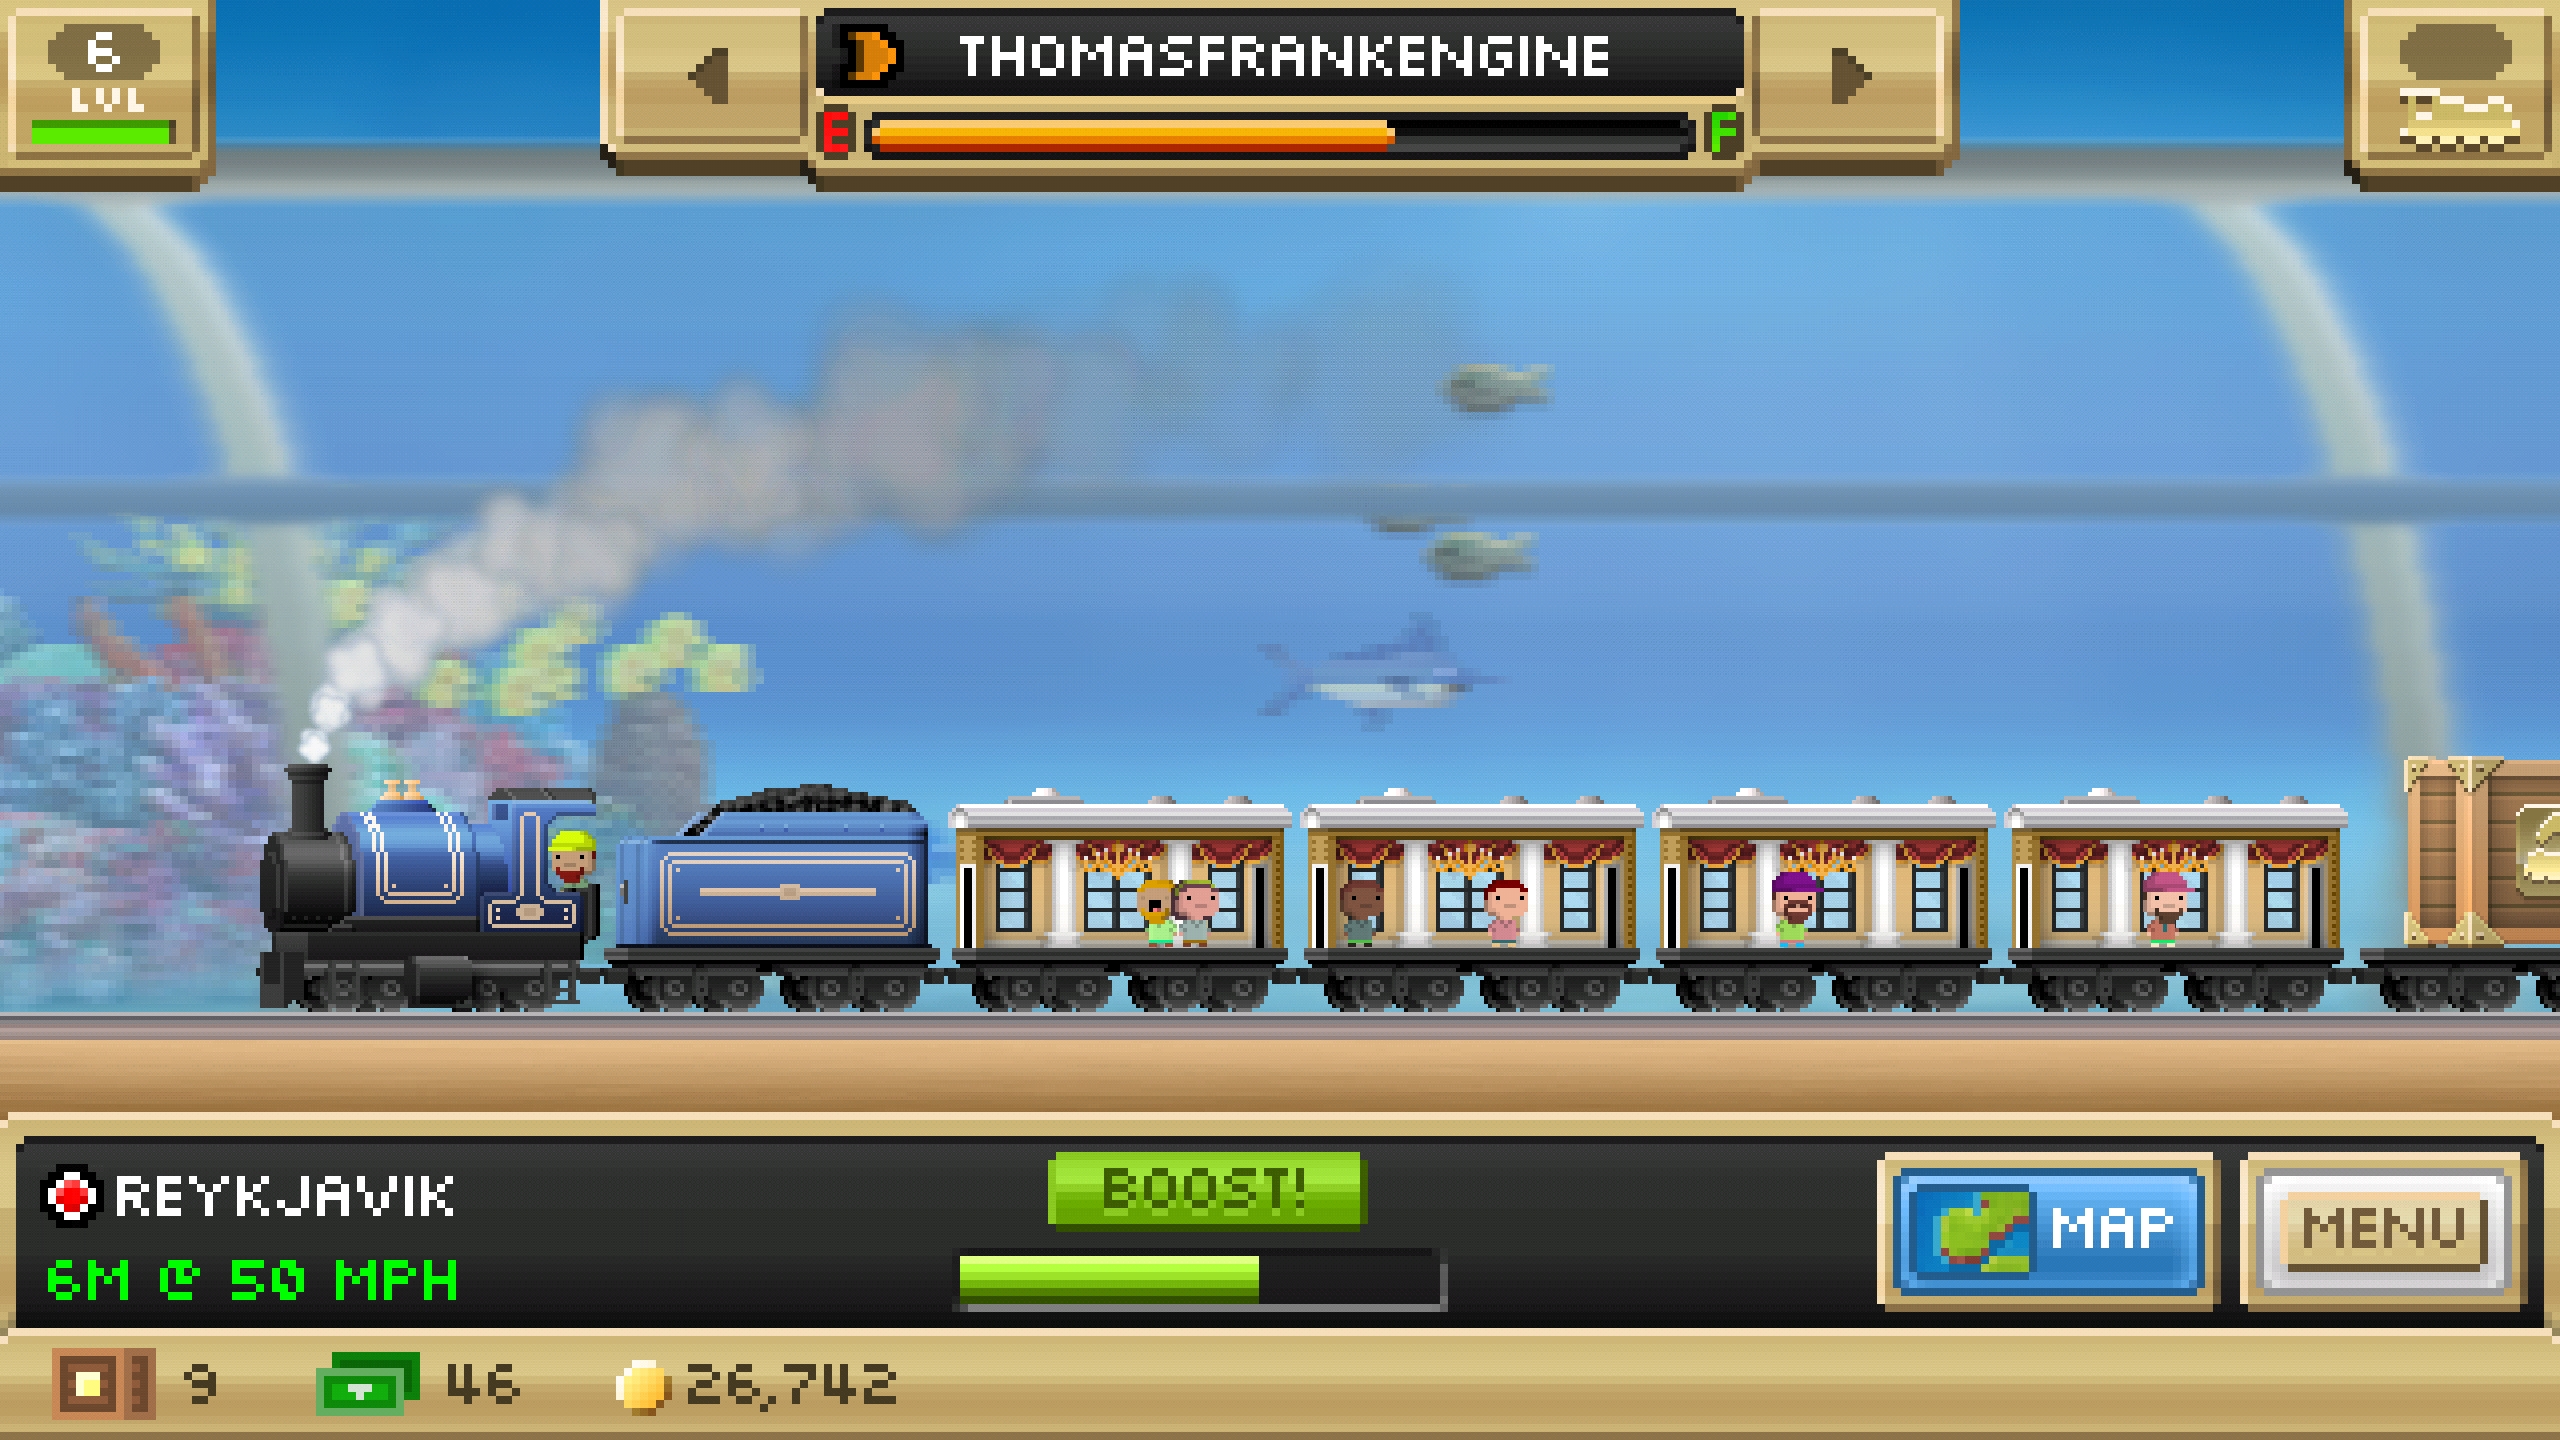 6
LVL
THOMASFRANKENGINE
E F
REYKJAVIK
6M @ 50 MPH
BOOST!
MAP
MENU
9 46 26,742